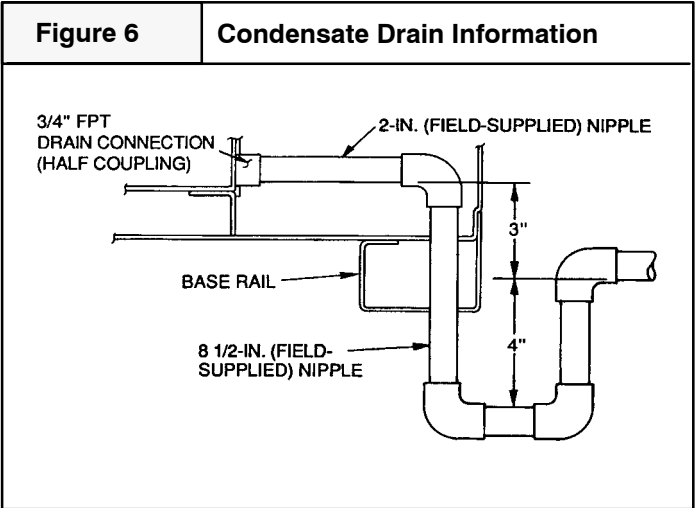 Figure 6
Condensate Drain Information
3/4" FPT
DRAIN CONNECTION
(HALF COUPLING)
2-IN. (FIELD-SUPPLIED) NIPPLE
3"
BASE RAIL
4"
8 1/2-IN. (FIELD-
SUPPLIED) NIPPLE